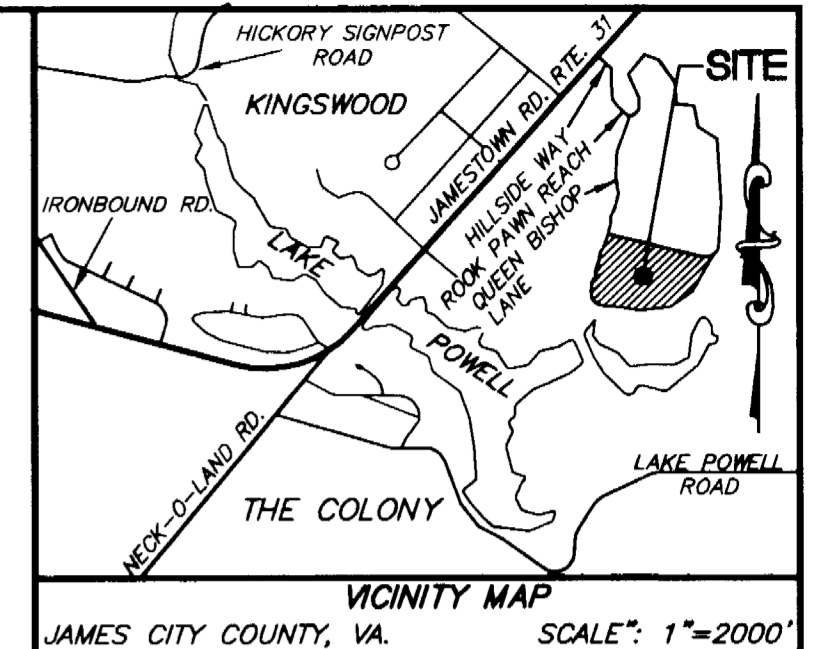 HICKORY SIGNPOST
ROAD
KINGSWOOD
JAMESTOWN RD. RTE. 31
SITE
HILLSIDE WAY
ROOK PAWN REACH
QUEEN BISHOP
LANE
IRONBOUND RD.
LAKE
POWELL
NECK-O-LAND RD.
THE COLONY
LAKE POWELL
ROAD
VICINITY MAP
JAMES CITY COUNTY, VA.
SCALE": 1"=2000'